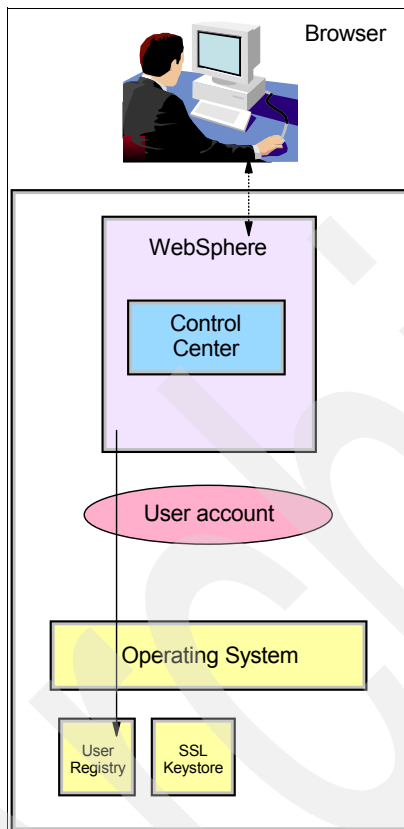 Browser
WebSphere
Control
Center
User account
Operating System
User
Registry
SSL
Keystore